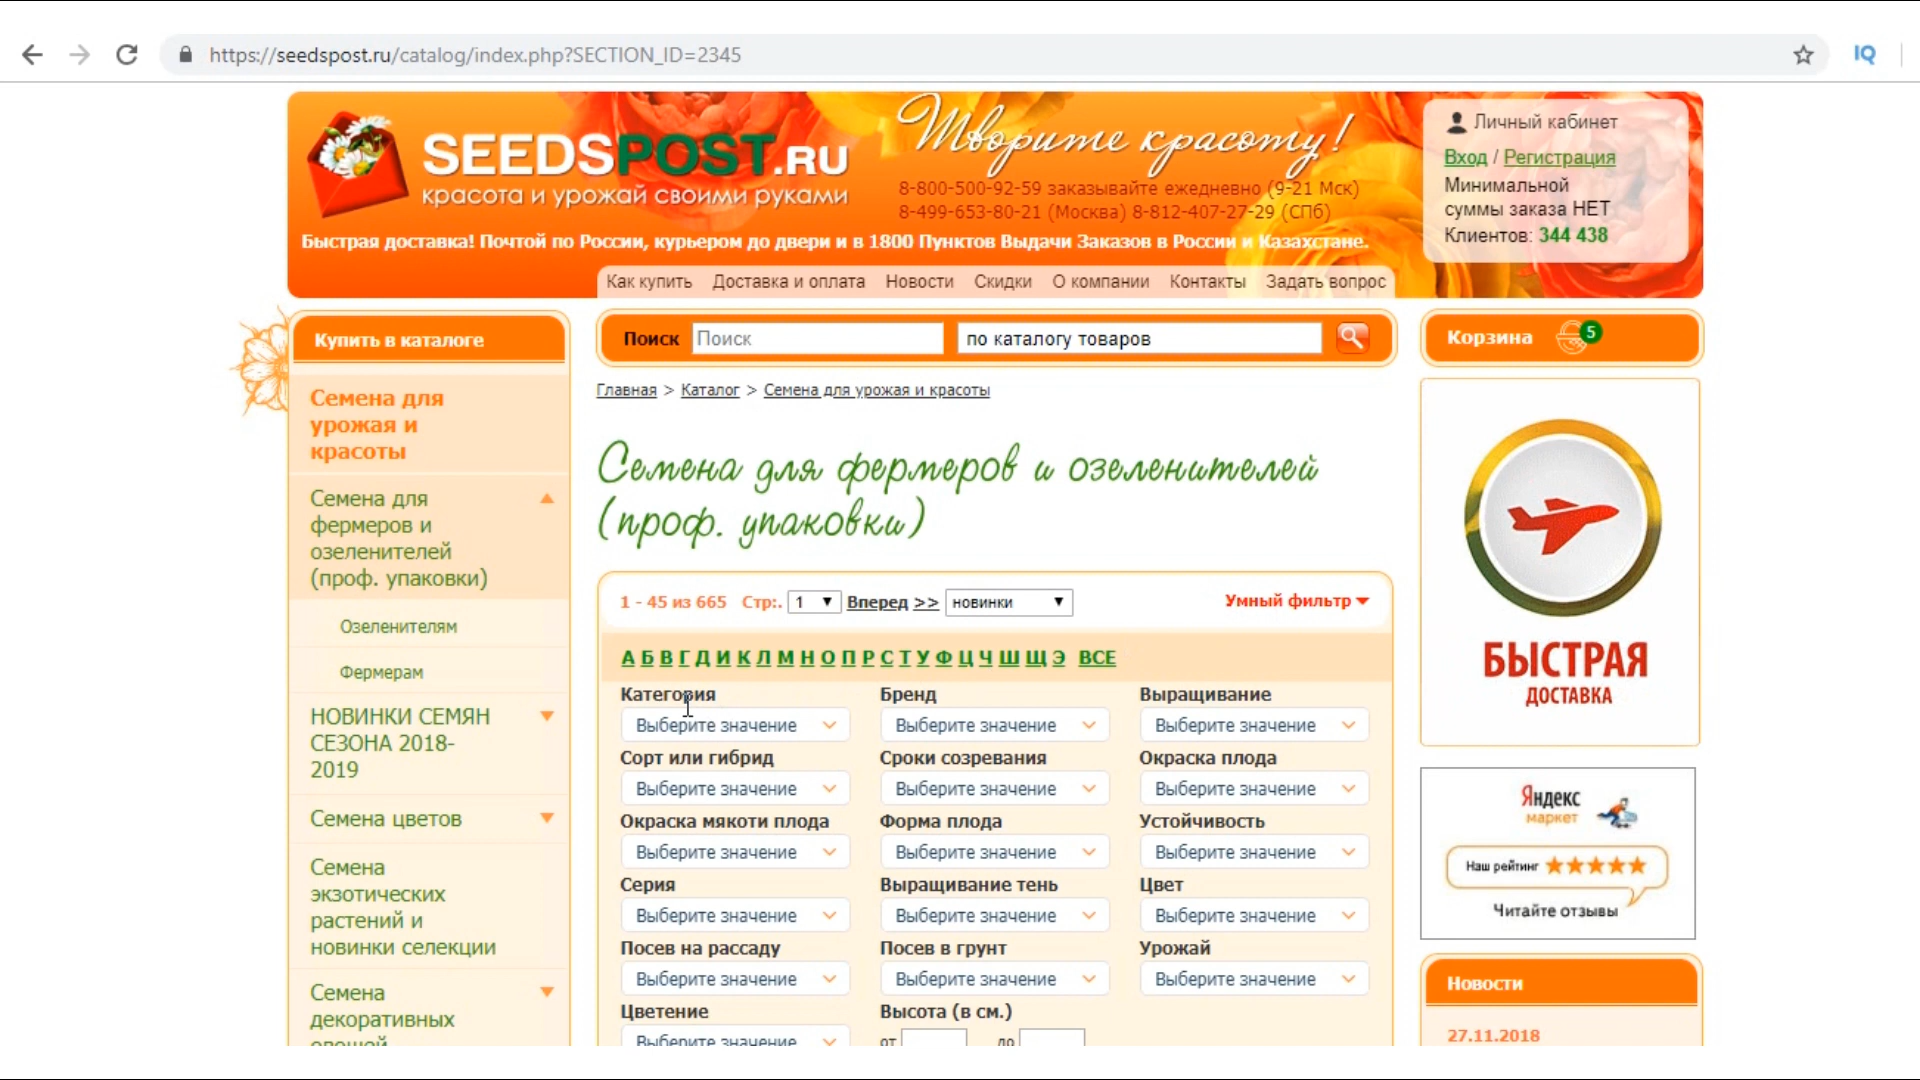 https://seedspost.ru/catalog/index.php?SECTION_ID=2345
IQ
SEEDSPOST.RU
красота и урожай своими руками
Творите красоту!
8-800-500-92-59 заказывайте ежедневно (9-21 Мск)
8-499-653-80-21 (Москва) 8-812-407-27-29 (СПб)
Быстрая доставка! Почтой по России, курьером до двери и в 1800 Пунктов Выдачи Заказов в России и Казахстане.
Личный кабинет
Вход / Регистрация
Минимальной
суммы заказа НЕТ
Клиентов: 344 438
Как купить Доставка и оплата Новости Скидки О компании Контакты Задать вопрос
Купить в каталоге
Семена для
урожая и
красоты
Семена для
фермеров и
озеленителей
(проф. упаковки)
Озеленителям
Фермерам
НОВИНКИ СЕМЯН
СЕЗОНА 2018-
2019
Семена цветов
Семена
экзотических
растений и
новинки селекции
Семена
декоративных
овощей
Поиск Поиск по каталогу товаров
Главная > Каталог > Семена для урожая и красоты
Семена для фермеров и озеленителей
(проф. упаковки)
1 - 45 из 665 Стр:. 1 Вперед >> новинки Умный фильтр
А Б В Г Д И К Л М Н О П Р С Т У Ф Ц Ч Ш Щ Э ВСЕ
Категория Бренд Выращивание
Выберите значение Выберите значение Выберите значение
Сорт или гибрид Сроки созревания Окраска плода
Выберите значение Выберите значение Выберите значение
Окраска мякоти плода Форма плода Устойчивость
Выберите значение Выберите значение Выберите значение
Серия Выращивание тень Цвет
Выберите значение Выберите значение Выберите значение
Посев на рассаду Посев в грунт Урожай
Выберите значение Выберите значение Выберите значение
Цветение Высота (в см.)
Выберите значение от до
Корзина 5
БЫСТРАЯ
ДОСТАВКА
Яндекс
маркет
Наш рейтинг
Читайте отзывы
Новости
27.11.2018